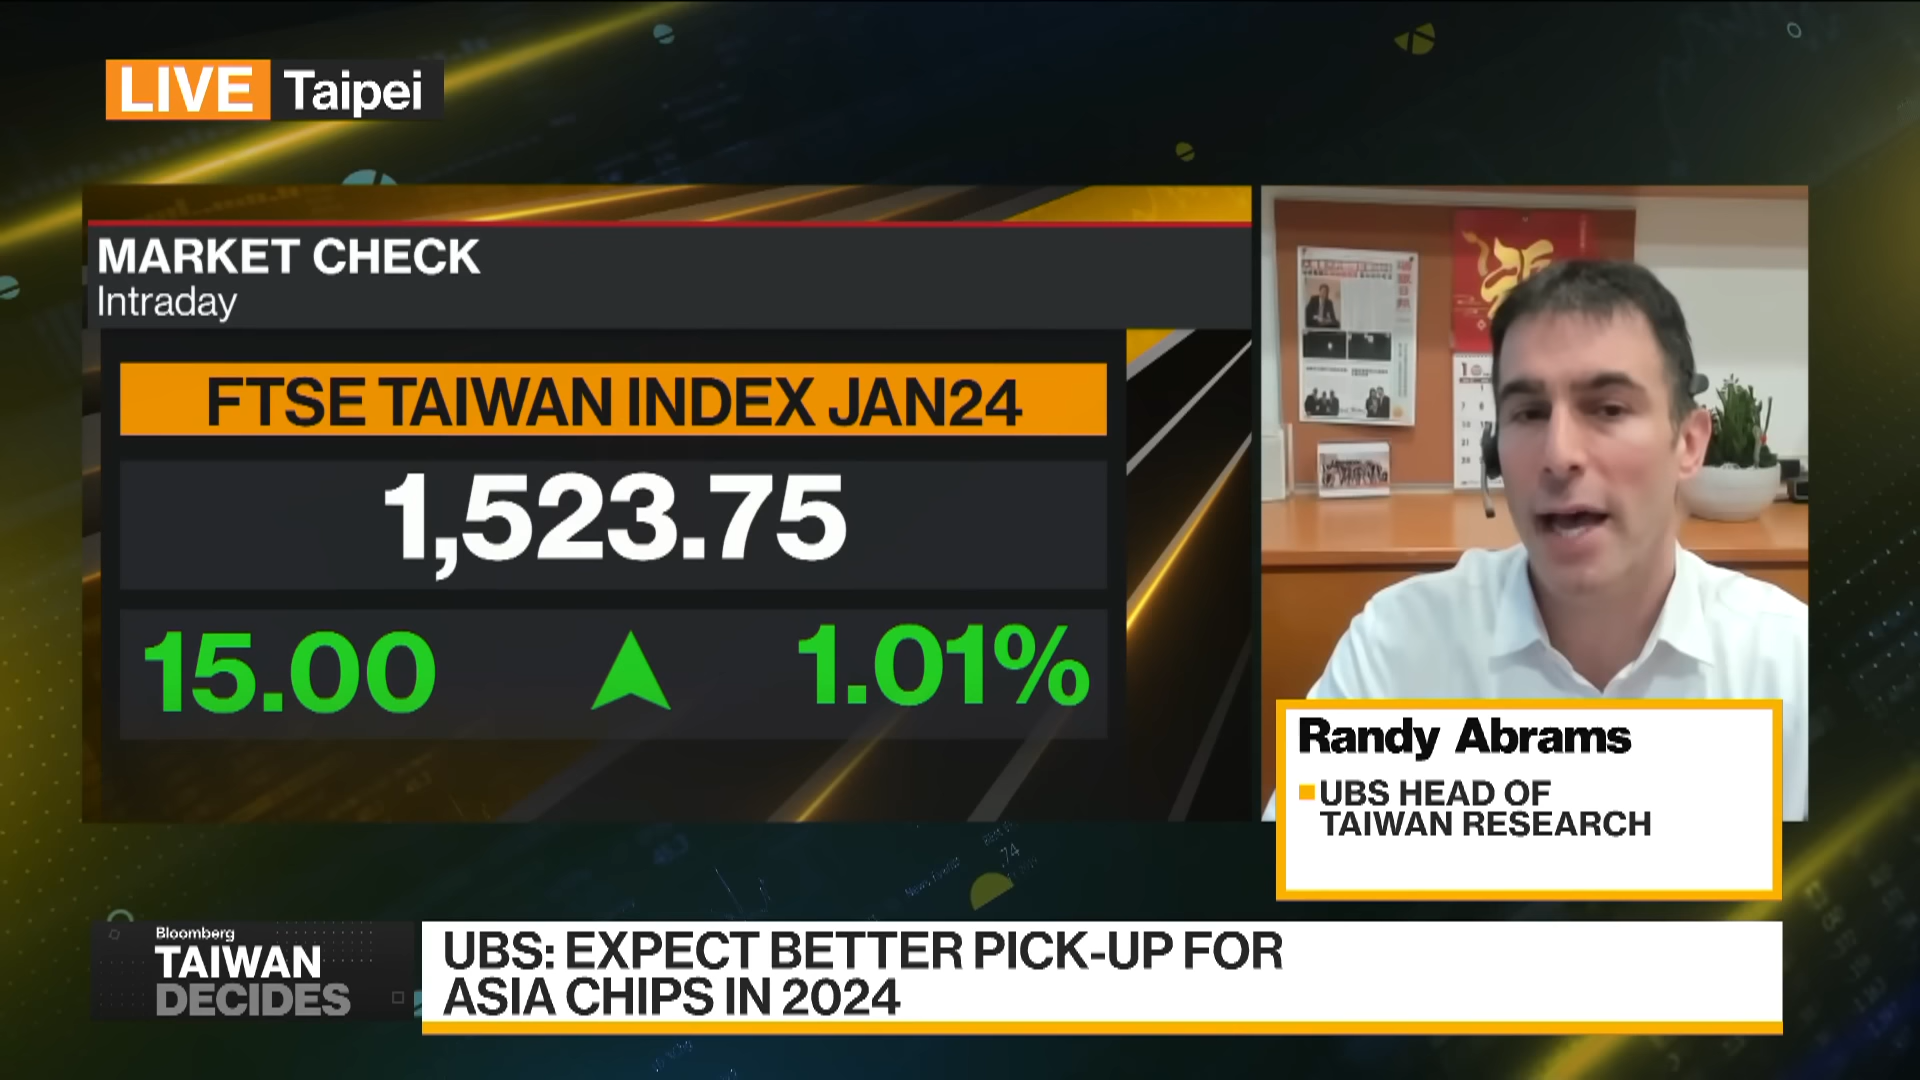 LIVE Taipei
MARKET CHECK
Intraday
FTSE TAIWAN INDEX JAN24
1,523.75
15.00 1.01%
Randy Abrams
UBS HEAD OF
TAIWAN RESEARCH
Bloomberg
TAIWAN
DECIDES
UBS: EXPECT BETTER PICK-UP FOR
ASIA CHIPS IN 2024